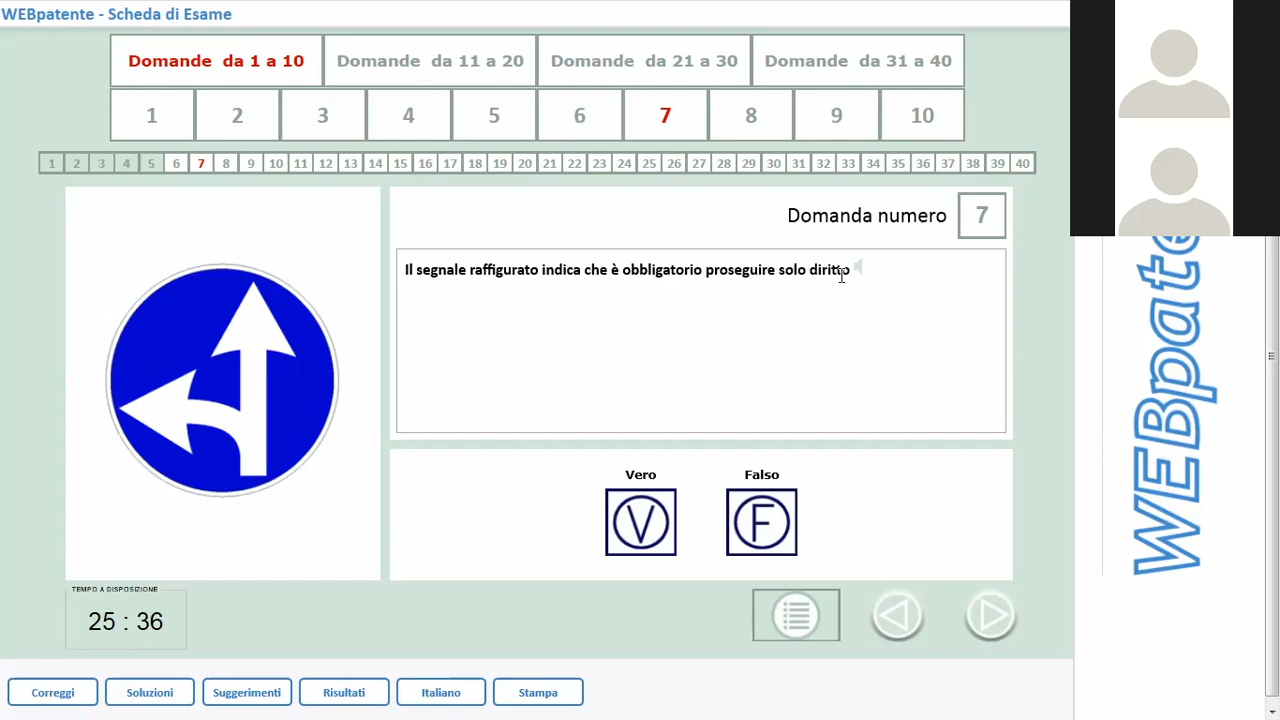 WEBpatente - Scheda di Esame
Domande da 1 a 10
Domande da 11 a 20
Domande da 21 a 30
Domande da 31 a 40
1 2 3 4 5 6 7 8 9 10
1 2 3 4 5 6 7 8 9 10 11 12 13 14 15 16 17 18 19 20 21 22 23 24 25 26 27 28 29 30 31 32 33 34 35 36 37 38 39 40
Domanda numero 7
Il segnale raffigurato indica che è obbligatorio proseguire solo diritto
Vero Falso
V F
TEMPO A DISPOSIZIONE
25 : 36
Correggi Soluzioni Suggerimenti Risultati Italiano Stampa
WEBpatente